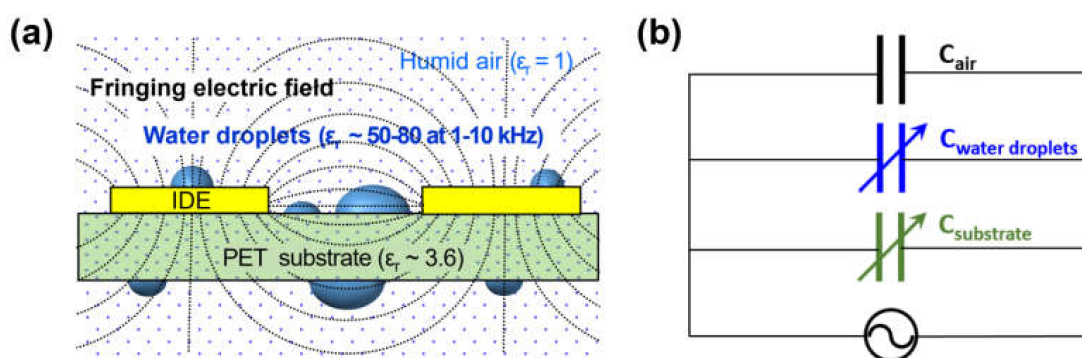 (a)
Humid air (εr = 1)
Fringing electric field
Water droplets (εr ~ 50-80 at 1-10 kHz)
IDE
PET substrate (εr ~ 3.6)
(b)
Cair
Cwater droplets
Csubstrate